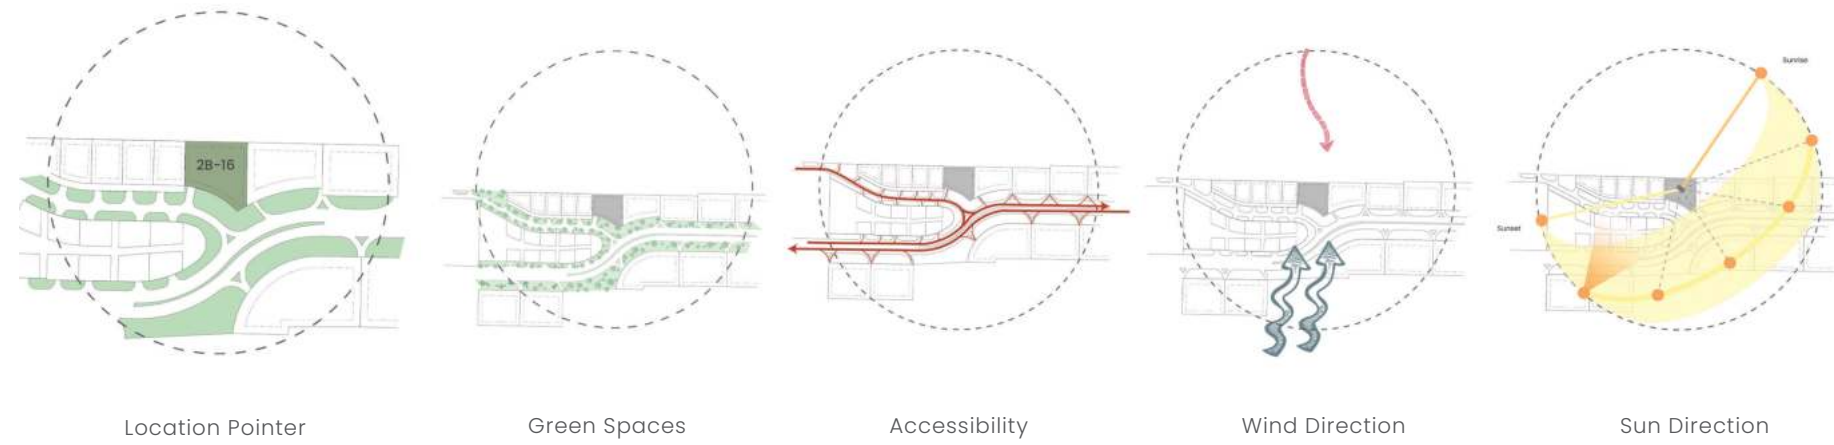 2B-16
Sunrise
Sunset
Location Pointer
Green Spaces
Accessibility
Wind Direction
Sun Direction